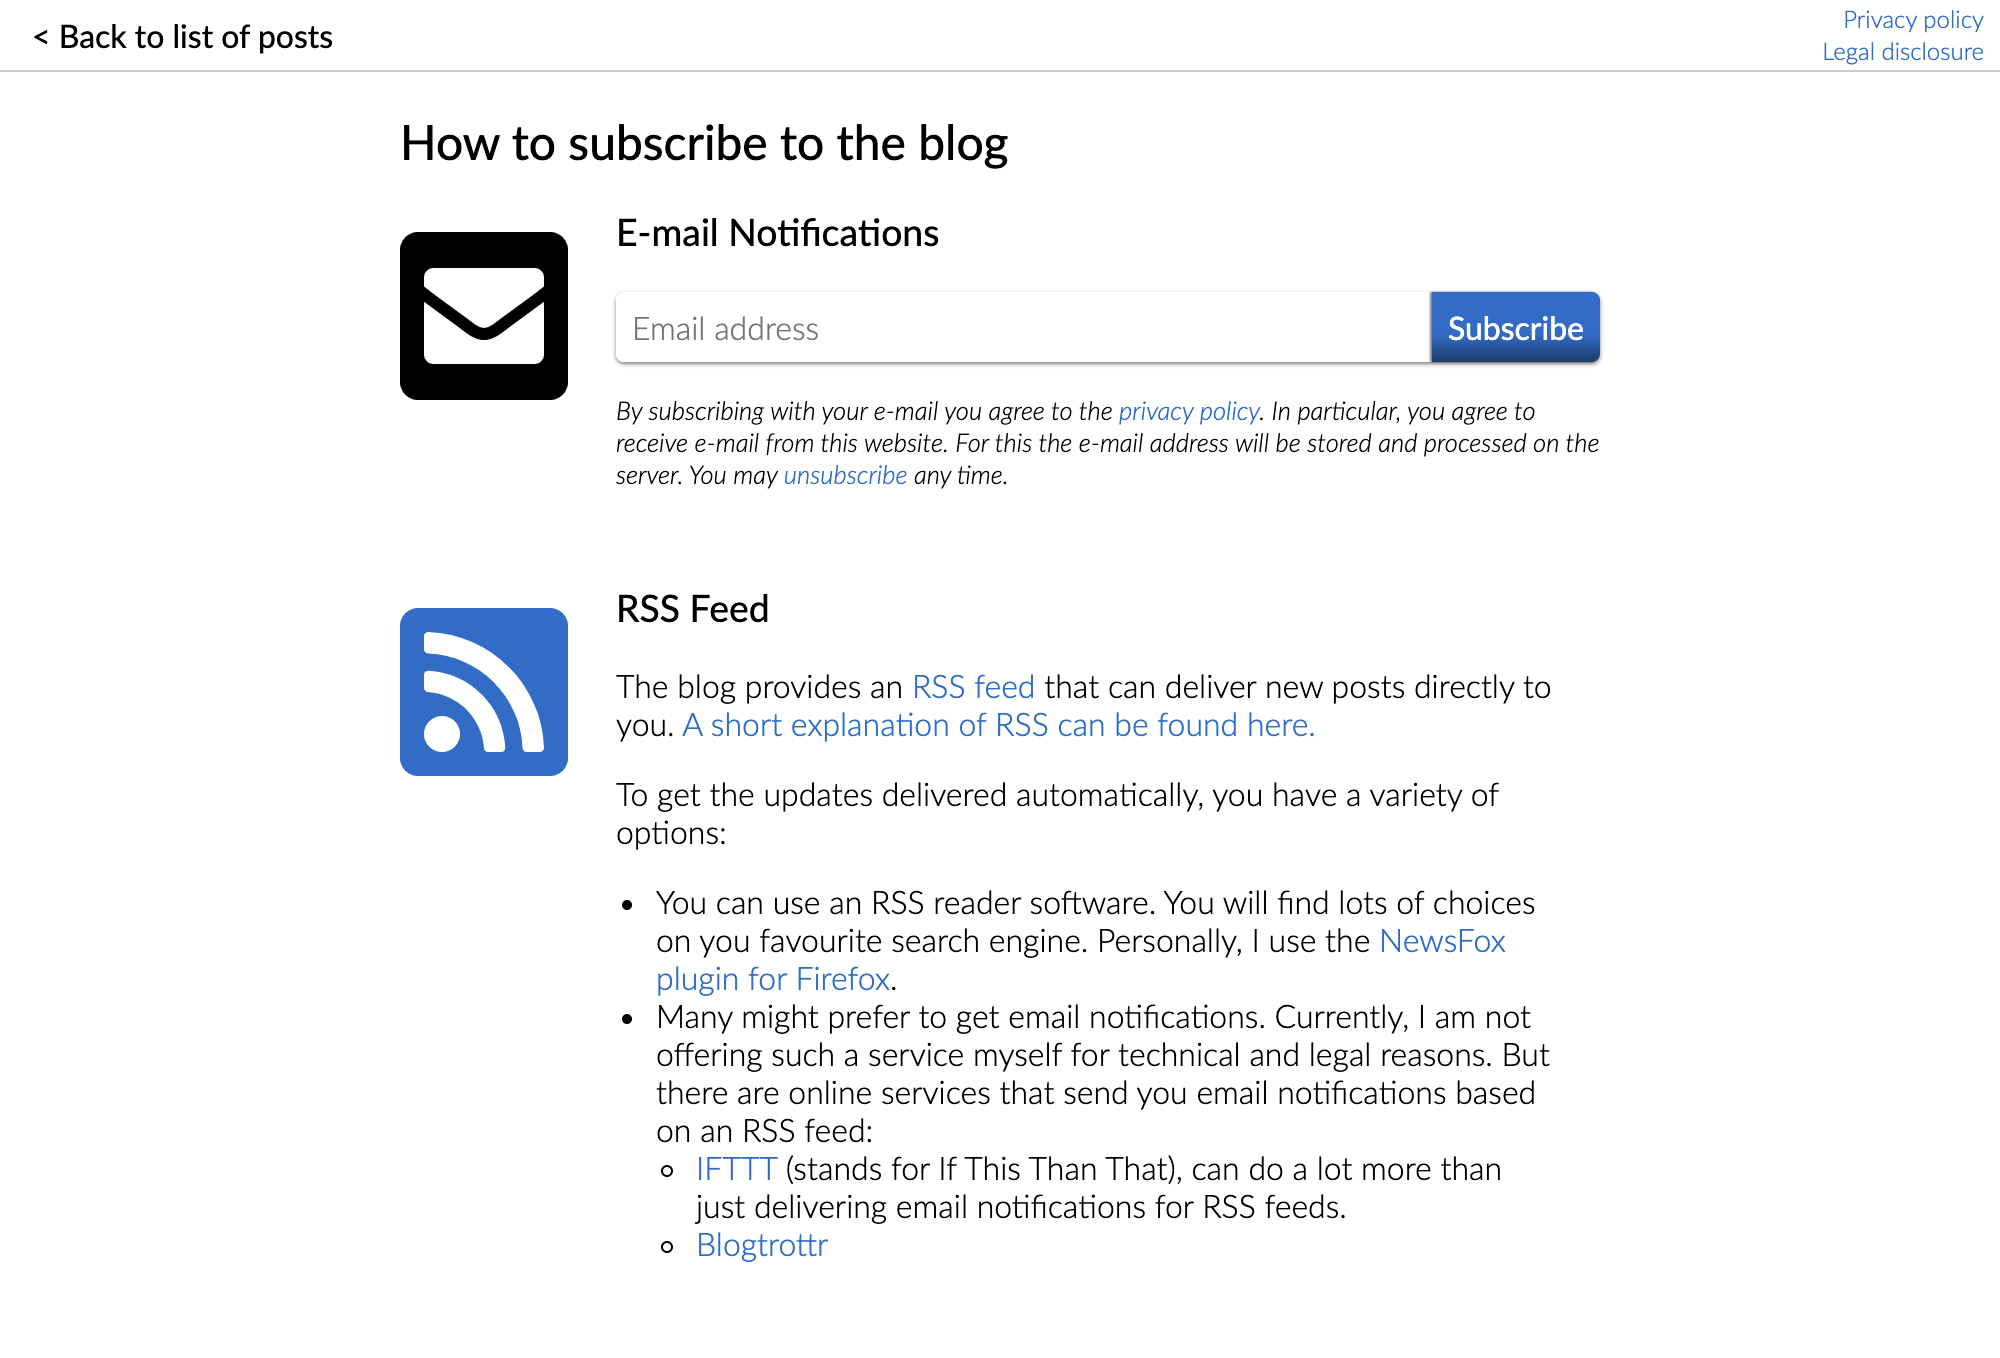 < Back to list of posts
Privacy policy
Legal disclosure
How to subscribe to the blog
E-mail Notifications
Email address
Subscribe
By subscribing with your e-mail you agree to the privacy policy. In particular, you agree to
receive e-mail from this website. For this the e-mail address will be stored and processed on the
server. You may unsubscribe any time.
RSS Feed
The blog provides an RSS feed that can deliver new posts directly to
you. A short explanation of RSS can be found here.
To get the updates delivered automatically, you have a variety of
options:
• You can use an RSS reader software. You will find lots of choices
on you favourite search engine. Personally, I use the NewsFox
plugin for Firefox.
• Many might prefer to get email notifications. Currently, I am not
offering such a service myself for technical and legal reasons. But
there are online services that send you email notifications based
on an RSS feed:
◦ IFTTT (stands for If This Than That), can do a lot more than
just delivering email notifications for RSS feeds.
◦ Blogtrottr